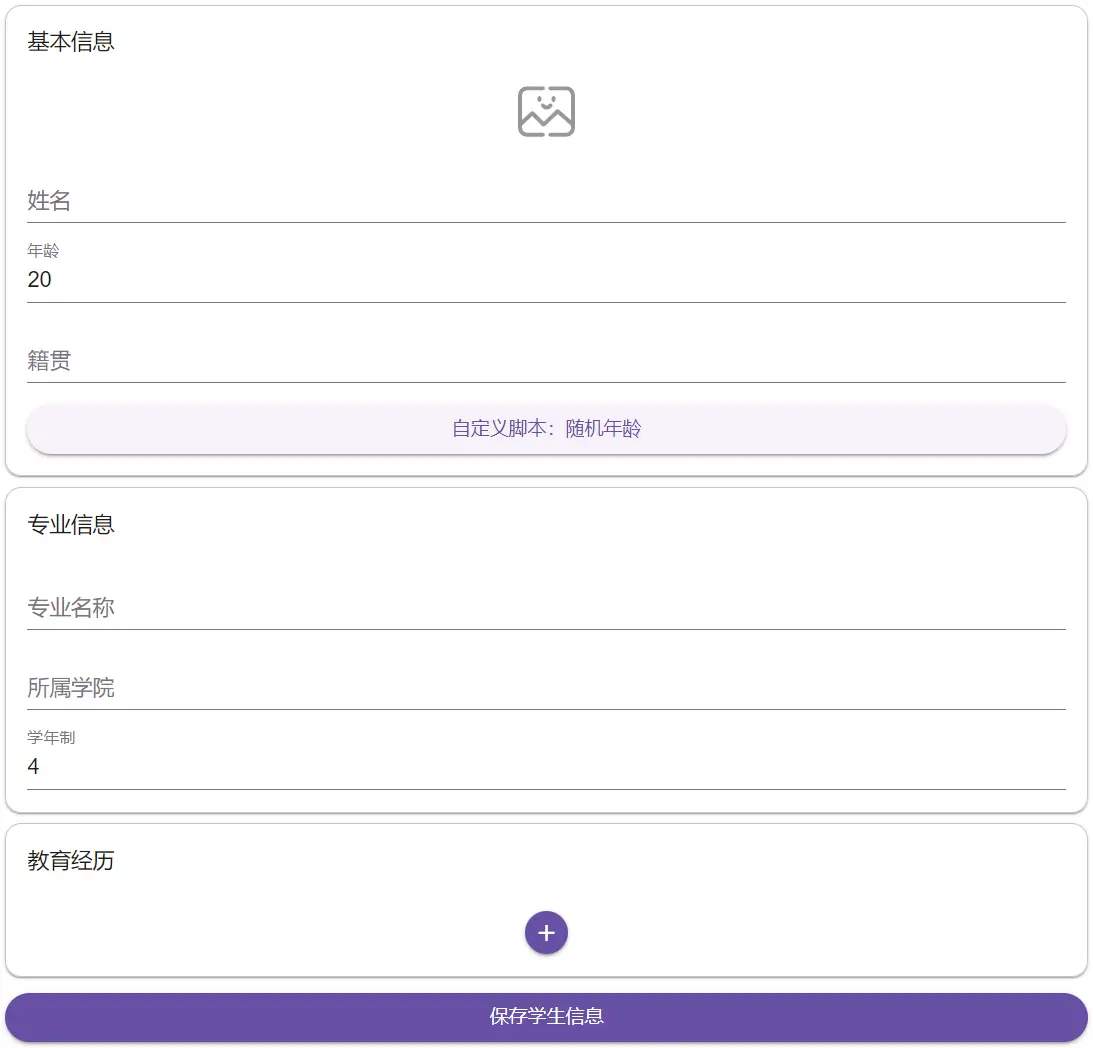 基本信息
姓名
年龄
20
籍贯
自定义脚本：随机年龄
专业信息
专业名称
所属学院
学年制
4
教育经历
+
保存学生信息